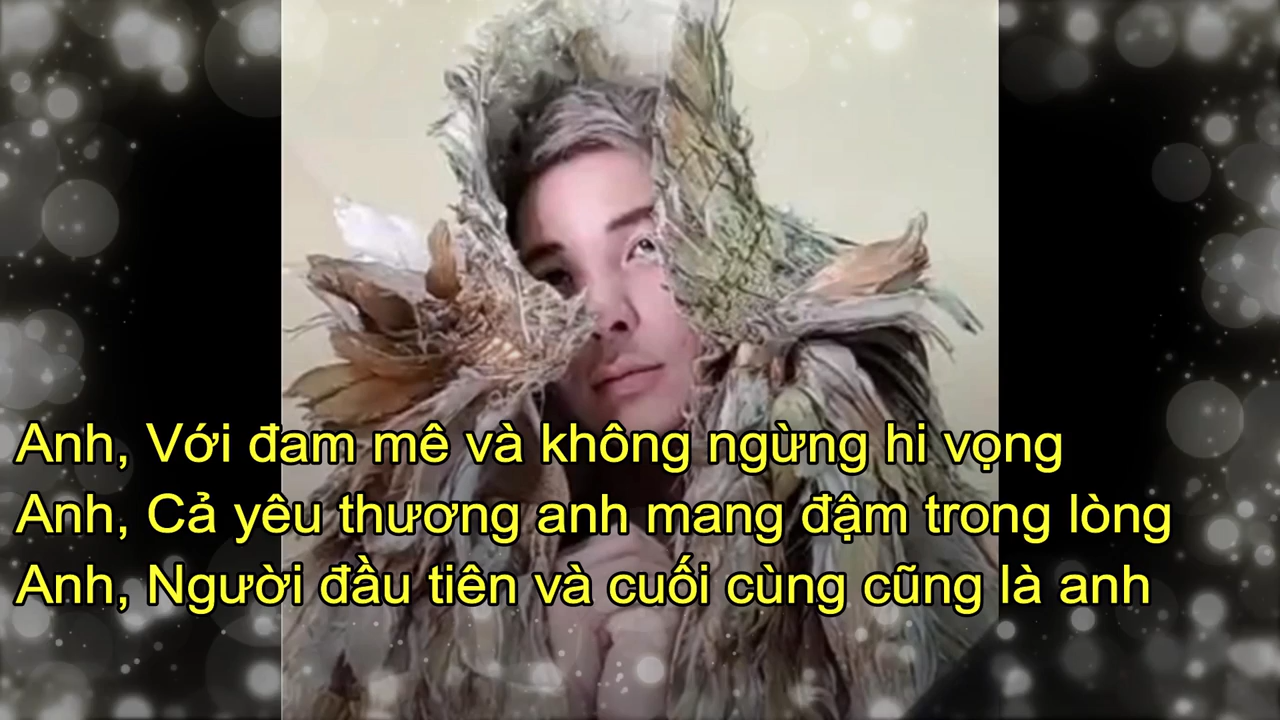 Anh, Với đam mê và không ngừng hi vọng
Anh, Cả yêu thương anh mang đậm trong lòng
Anh, Người đầu tiên và cuối cùng cũng là anh